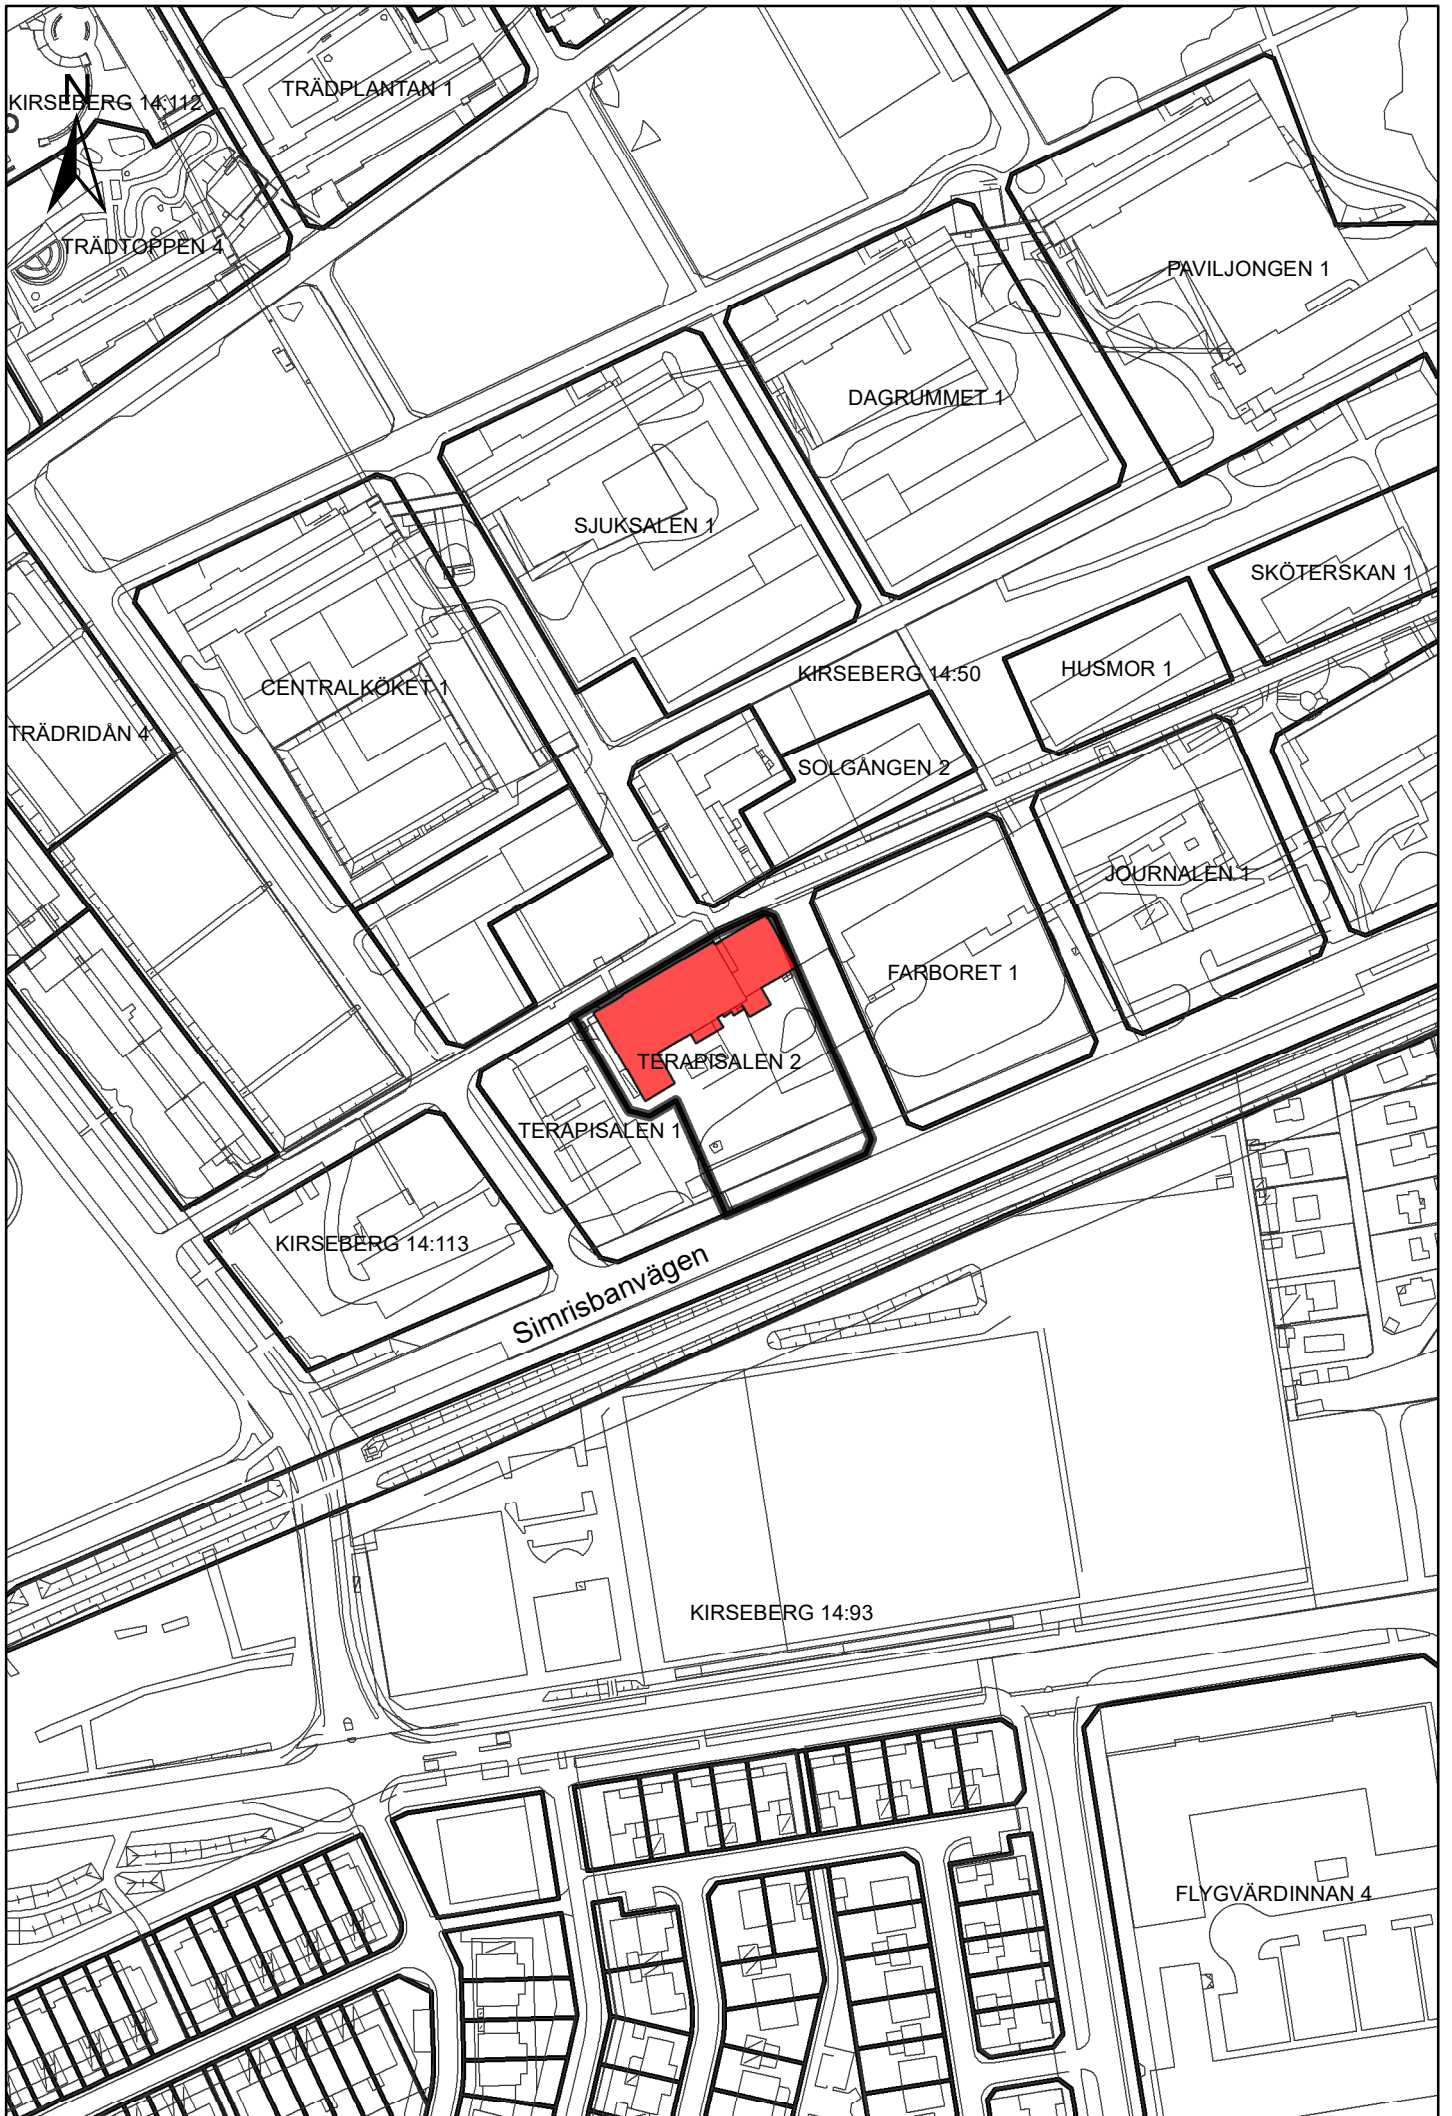 TRÄDPLANTAN 1
N
KIRSEBERG 14:112
TRÄDTOPPEN 4
PAVILJONGEN 1
DAGRUMMET 1
SJUKSALEN 1
SKÖTERSKAN 1
HUSMOR 1
KIRSEBERG 14:50
CENTRALKÖKET 1
TRÄDRIDÅN 4
SOLGÅNGEN 2
JOURNALEN 1
FARBORET 1
TERAPISALEN 2
TERAPISALEN 1
KIRSEBERG 14:113
Simrisbanvägen
KIRSEBERG 14:93
FLYGVÄRDINNAN 4